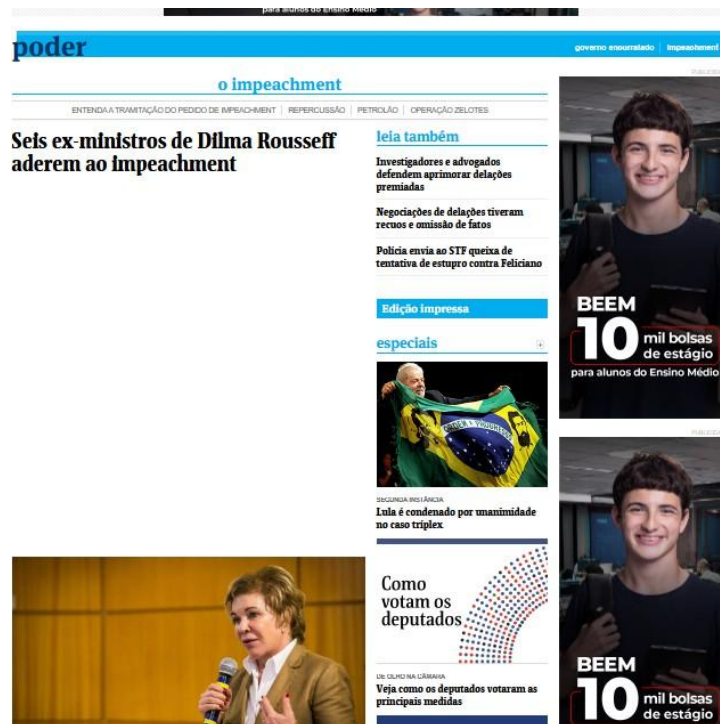 para alunos do Ensino Médio
poder
governo encurralado | impeachment
o impeachment
ENTENDA A TRAMITAÇÃO DO PEDIDO DE IMPEACHMENT | REPERCUSSÃO | PETROLÃO | OPERAÇÃO ZELOTES
Seis ex-ministros de Dilma Rousseff
aderem ao impeachment
leia também
Investigadores e advogados
defendem aprimorar delações
premiadas
Negociações de delações tiveram
recuos e omissão de fatos
Polícia envia ao STF queixa de
tentativa de estupro contra Feliciano
Edição impressa
especiais
SEGUNDA INSTÂNCIA
Lula é condenado por unanimidade
no caso tríplex
Como
votam os
deputados
DE OLHO NA CÂMARA
Veja como os deputados votaram as
principais medidas
BEEM
10 mil bolsas
de estágio
para alunos do Ensino Médio
BEEM
10 mil bolsas
de estágio